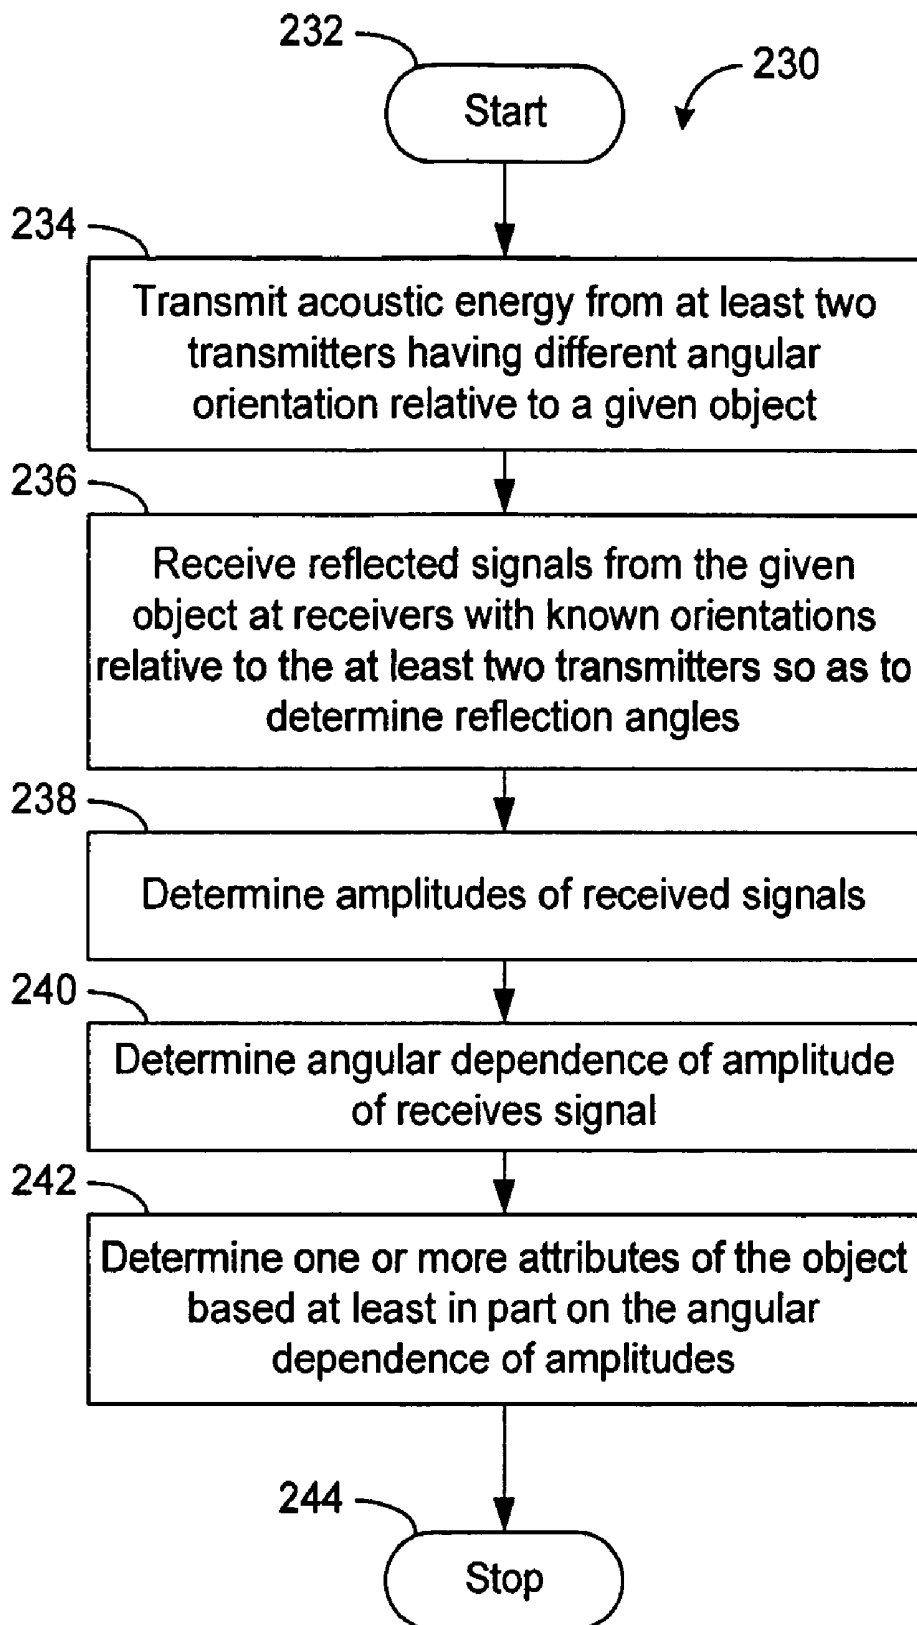 232
230
Start
234
Transmit acoustic energy from at least two
transmitters having different angular
orientation relative to a given object
236
Receive reflected signals from the given
object at receivers with known orientations
relative to the at least two transmitters so as to
determine reflection angles
238
Determine amplitudes of received signals
240
Determine angular dependence of amplitude
of receives signal
242
Determine one or more attributes of the object
based at least in part on the angular
dependence of amplitudes
244
Stop